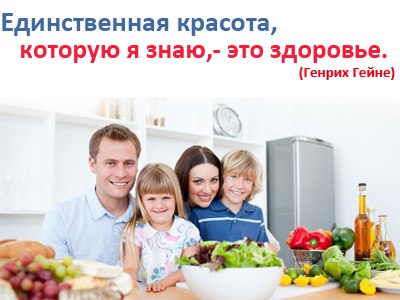 Единственная красота,
которую я знаю,- это здоровье.
(Генрих Гейне)